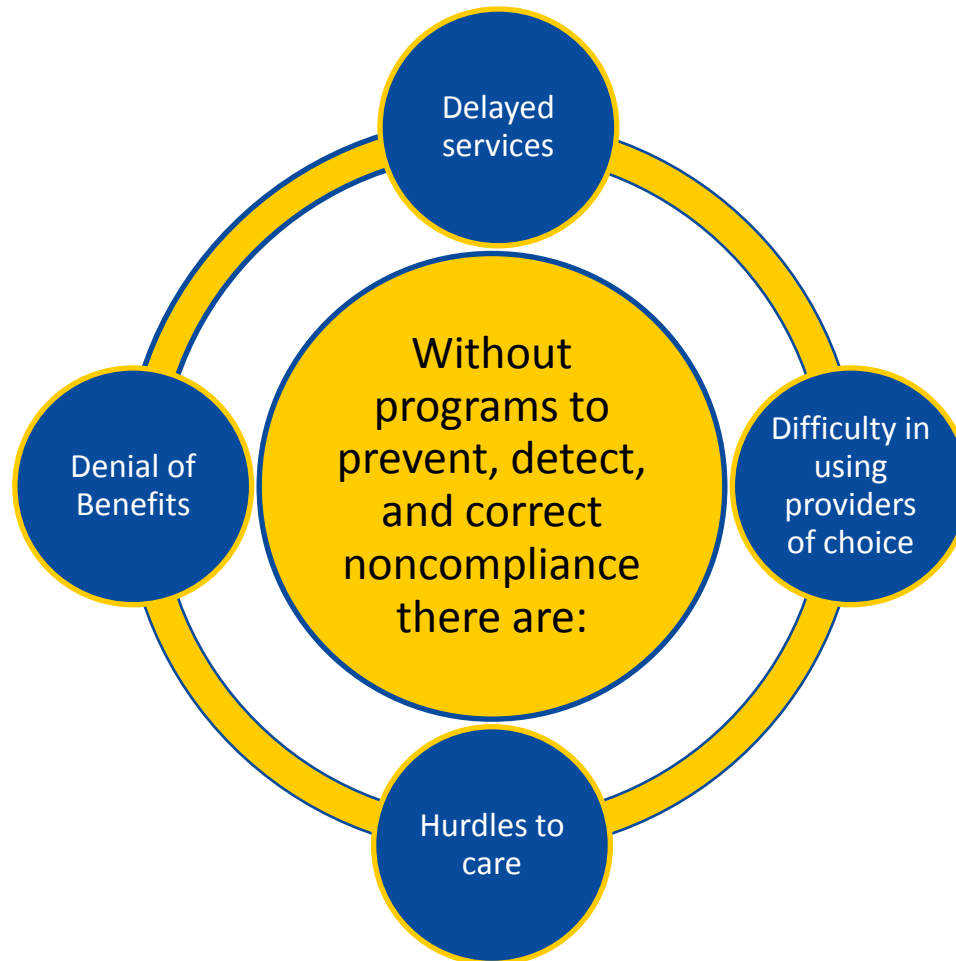 Delayed
services
Without
programs to
prevent, detect,
and correct
noncompliance
there are:
Denial of
Benefits
Difficulty in
using
providers
of choice
Hurdles to
care